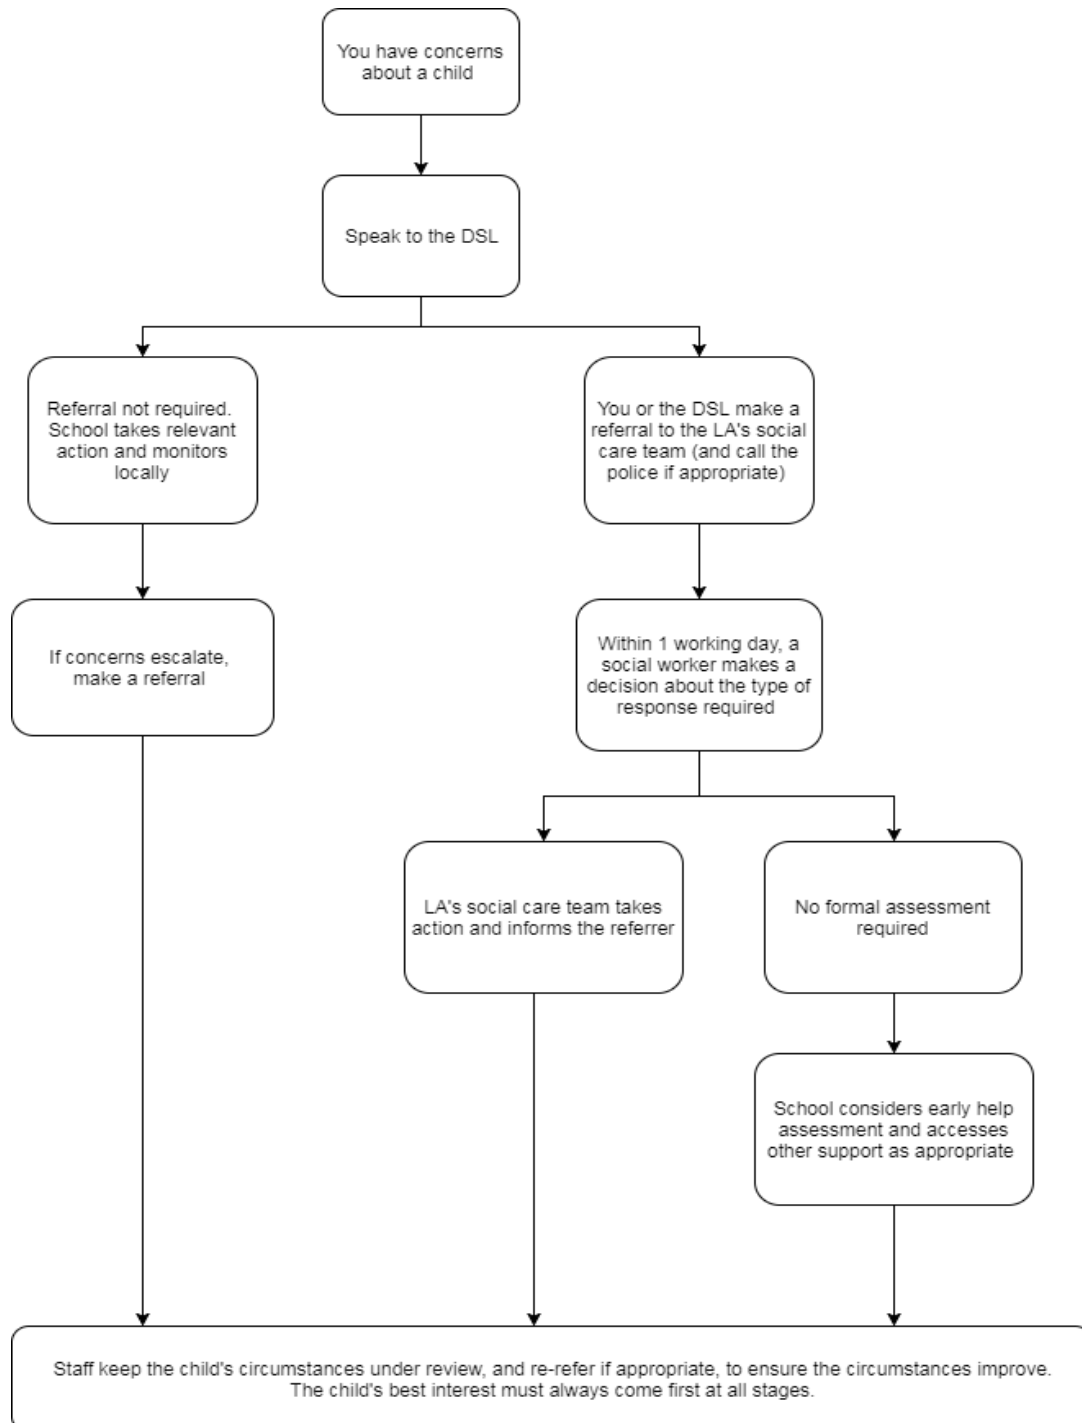 You have concerns
about a child
Speak to the DSL
Referral not required.
School takes relevant
action and monitors
locally
You or the DSL make a
referral to the LA's social
care team (and call the
police if appropriate)
If concerns escalate,
make a referral
Within 1 working day, a
social worker makes a
decision about the type of
response required
LA's social care team takes
action and informs the referrer
No formal assessment
required
School considers early help
assessment and accesses
other support as appropriate
Staff keep the child's circumstances under review, and re-refer if appropriate, to ensure the circumstances improve.
The child's best interest must always come first at all stages.